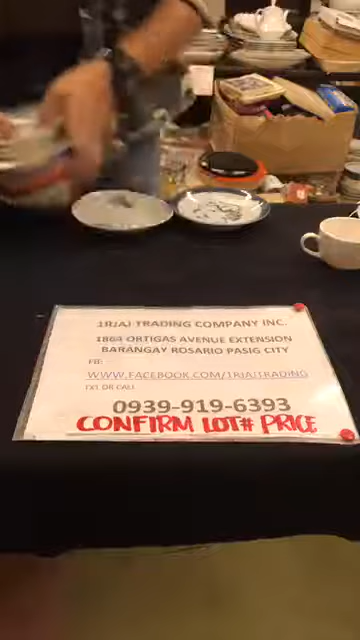 1RJAJ TRADING COMPANY INC.
1864 ORTIGAS AVENUE EXTENSION
BARANGAY ROSARIO PASIG CITY
FB:
WWW.FACEBOOK.COM/1RJAJTRADING
TXT OR CALL
0939-919-6393
CONFIRM LOT# PRICE